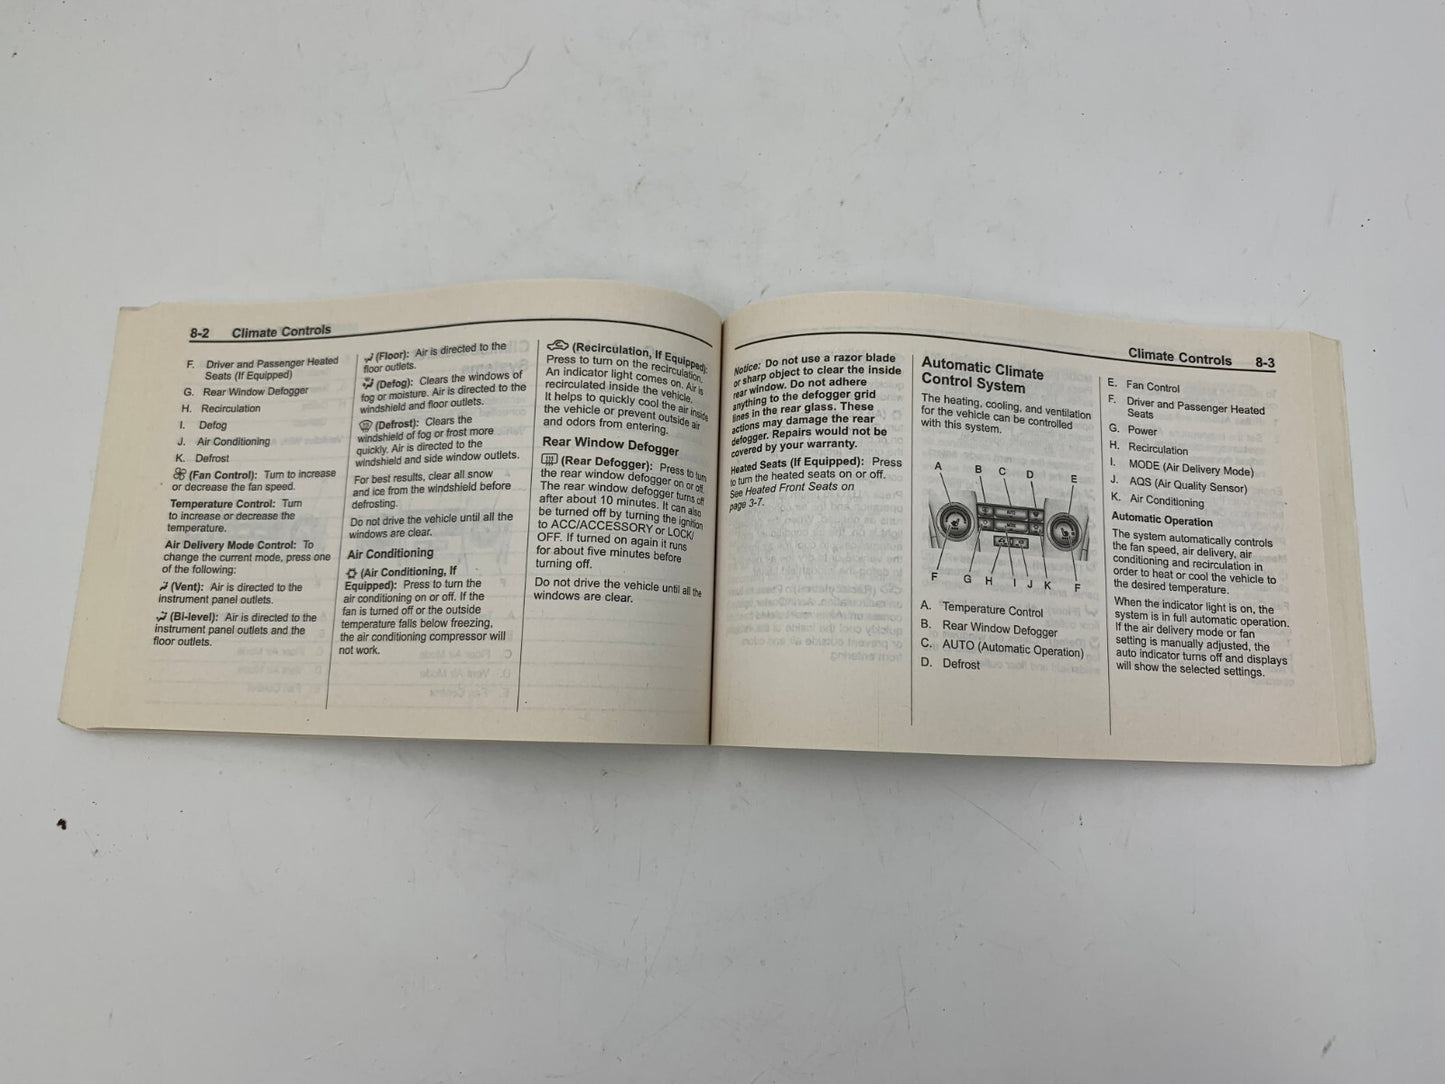 8-2 Climate Controls
F. Driver and Passenger Heated
Seats (If Equipped)
G. Rear Window Defogger
H. Recirculation
I. Defog
J. Air Conditioning
K. Defrost
(Fan Control): Turn to increase
or decrease the fan speed.
Temperature Control: Turn
to increase or decrease the
temperature.
Air Delivery Mode Control: To
change the current mode, press one
of the following:
(Vent): Air is directed to the
instrument panel outlets.
(Bi-level): Air is directed to the
instrument panel outlets and the
floor outlets.
(Floor): Air is directed to the
floor outlets.
(Defog): Clears the windows of
fog or moisture. Air is directed to the
windshield and floor outlets.
(Defrost): Clears the
windshield of fog or frost more
quickly. Air is directed to the
windshield and side window outlets.
For best results, clear all snow
and ice from the windshield before
defrosting.
Do not drive the vehicle until all the
windows are clear.
Air Conditioning
(Air Conditioning, If
Equipped): Press to turn the
air conditioning on or off. If the
fan is turned off or the outside
temperature falls below freezing,
the air conditioning compressor will
not work.
(Recirculation, If Equipped):
Press to turn on the recirculation.
An indicator light comes on. Air is
recirculated inside the vehicle.
It helps to quickly cool the air inside
the vehicle or prevent outside air
and odors from entering.
Rear Window Defogger
(Rear Defogger): Press to turn
the rear window defogger on or off.
The rear window defogger turns off
after about 10 minutes. It can also
be turned off by turning the ignition
to ACC/ACCESSORY or LOCK/
OFF. If turned on again it runs
for about five minutes before
turning off.
Do not drive the vehicle until all the
windows are clear.
Climate Controls 8-3
Notice: Do not use a razor blade
or sharp object to clear the inside
rear window. Do not adhere
anything to the defogger grid
lines in the rear glass. These
actions may damage the rear
defogger. Repairs would not be
covered by your warranty.
Heated Seats (If Equipped): Press
to turn the heated seats on or off.
See Heated Front Seats on
page 3-7.
Automatic Climate
Control System
The heating, cooling, and ventilation
for the vehicle can be controlled
with this system.
A B C D E
F G H I J K F
A. Temperature Control
B. Rear Window Defogger
C. AUTO (Automatic Operation)
D. Defrost
E. Fan Control
F. Driver and Passenger Heated
Seats
G. Power
H. Recirculation
I. MODE (Air Delivery Mode)
J. AQS (Air Quality Sensor)
K. Air Conditioning
Automatic Operation
The system automatically controls
the fan speed, air delivery, air
conditioning and recirculation in
order to heat or cool the vehicle to
the desired temperature.
When the indicator light is on, the
system is in full automatic operation.
If the air delivery mode or fan
setting is manually adjusted, the
auto indicator turns off and displays
will show the selected settings.